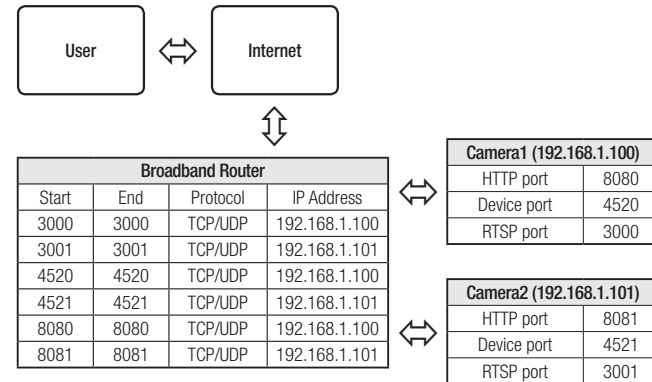 User
Internet
Broadband Router
Start End Protocol IP Address
3000 3000 TCP/UDP 192.168.1.100
3001 3001 TCP/UDP 192.168.1.101
4520 4520 TCP/UDP 192.168.1.100
4521 4521 TCP/UDP 192.168.1.101
8080 8080 TCP/UDP 192.168.1.100
8081 8081 TCP/UDP 192.168.1.101
Camera1 (192.168.1.100)
HTTP port 8080
Device port 4520
RTSP port 3000
Camera2 (192.168.1.101)
HTTP port 8081
Device port 4521
RTSP port 3001